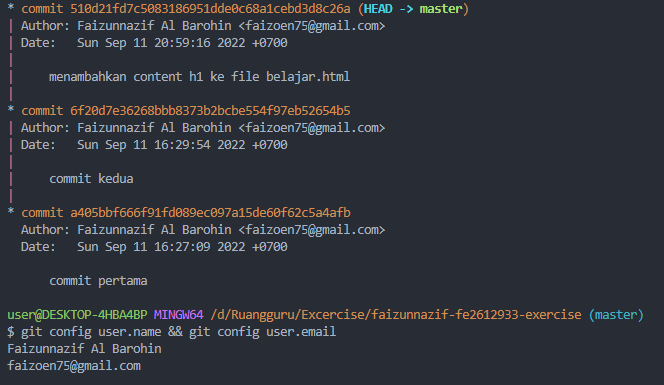 * commit 510d21fd7c5083186951dde0c68a1cebd3d8c26a (HEAD -> master)
| Author: Faizunnazif Al Barohin <faizoen75@gmail.com>
| Date:   Sun Sep 11 20:59:16 2022 +0700
|
|     menambahkan content h1 ke file belajar.html
|
* commit 6f20d7e36268bbb8373b2bcbe554f97eb52654b5
| Author: Faizunnazif Al Barohin <faizoen75@gmail.com>
| Date:   Sun Sep 11 16:29:54 2022 +0700
|
|     commit kedua
|
* commit a405bbf666f91fd089ec097a15de60f62c5a4afb
  Author: Faizunnazif Al Barohin <faizoen75@gmail.com>
  Date:   Sun Sep 11 16:27:09 2022 +0700
      commit pertama
user@DESKTOP-4HBA4BP MINGW64 /d/Ruangguru/Excercise/faizunnazif-fe2612933-exercise (master)
$ git config user.name && git config user.email
Faizunnazif Al Barohin
faizoen75@gmail.com